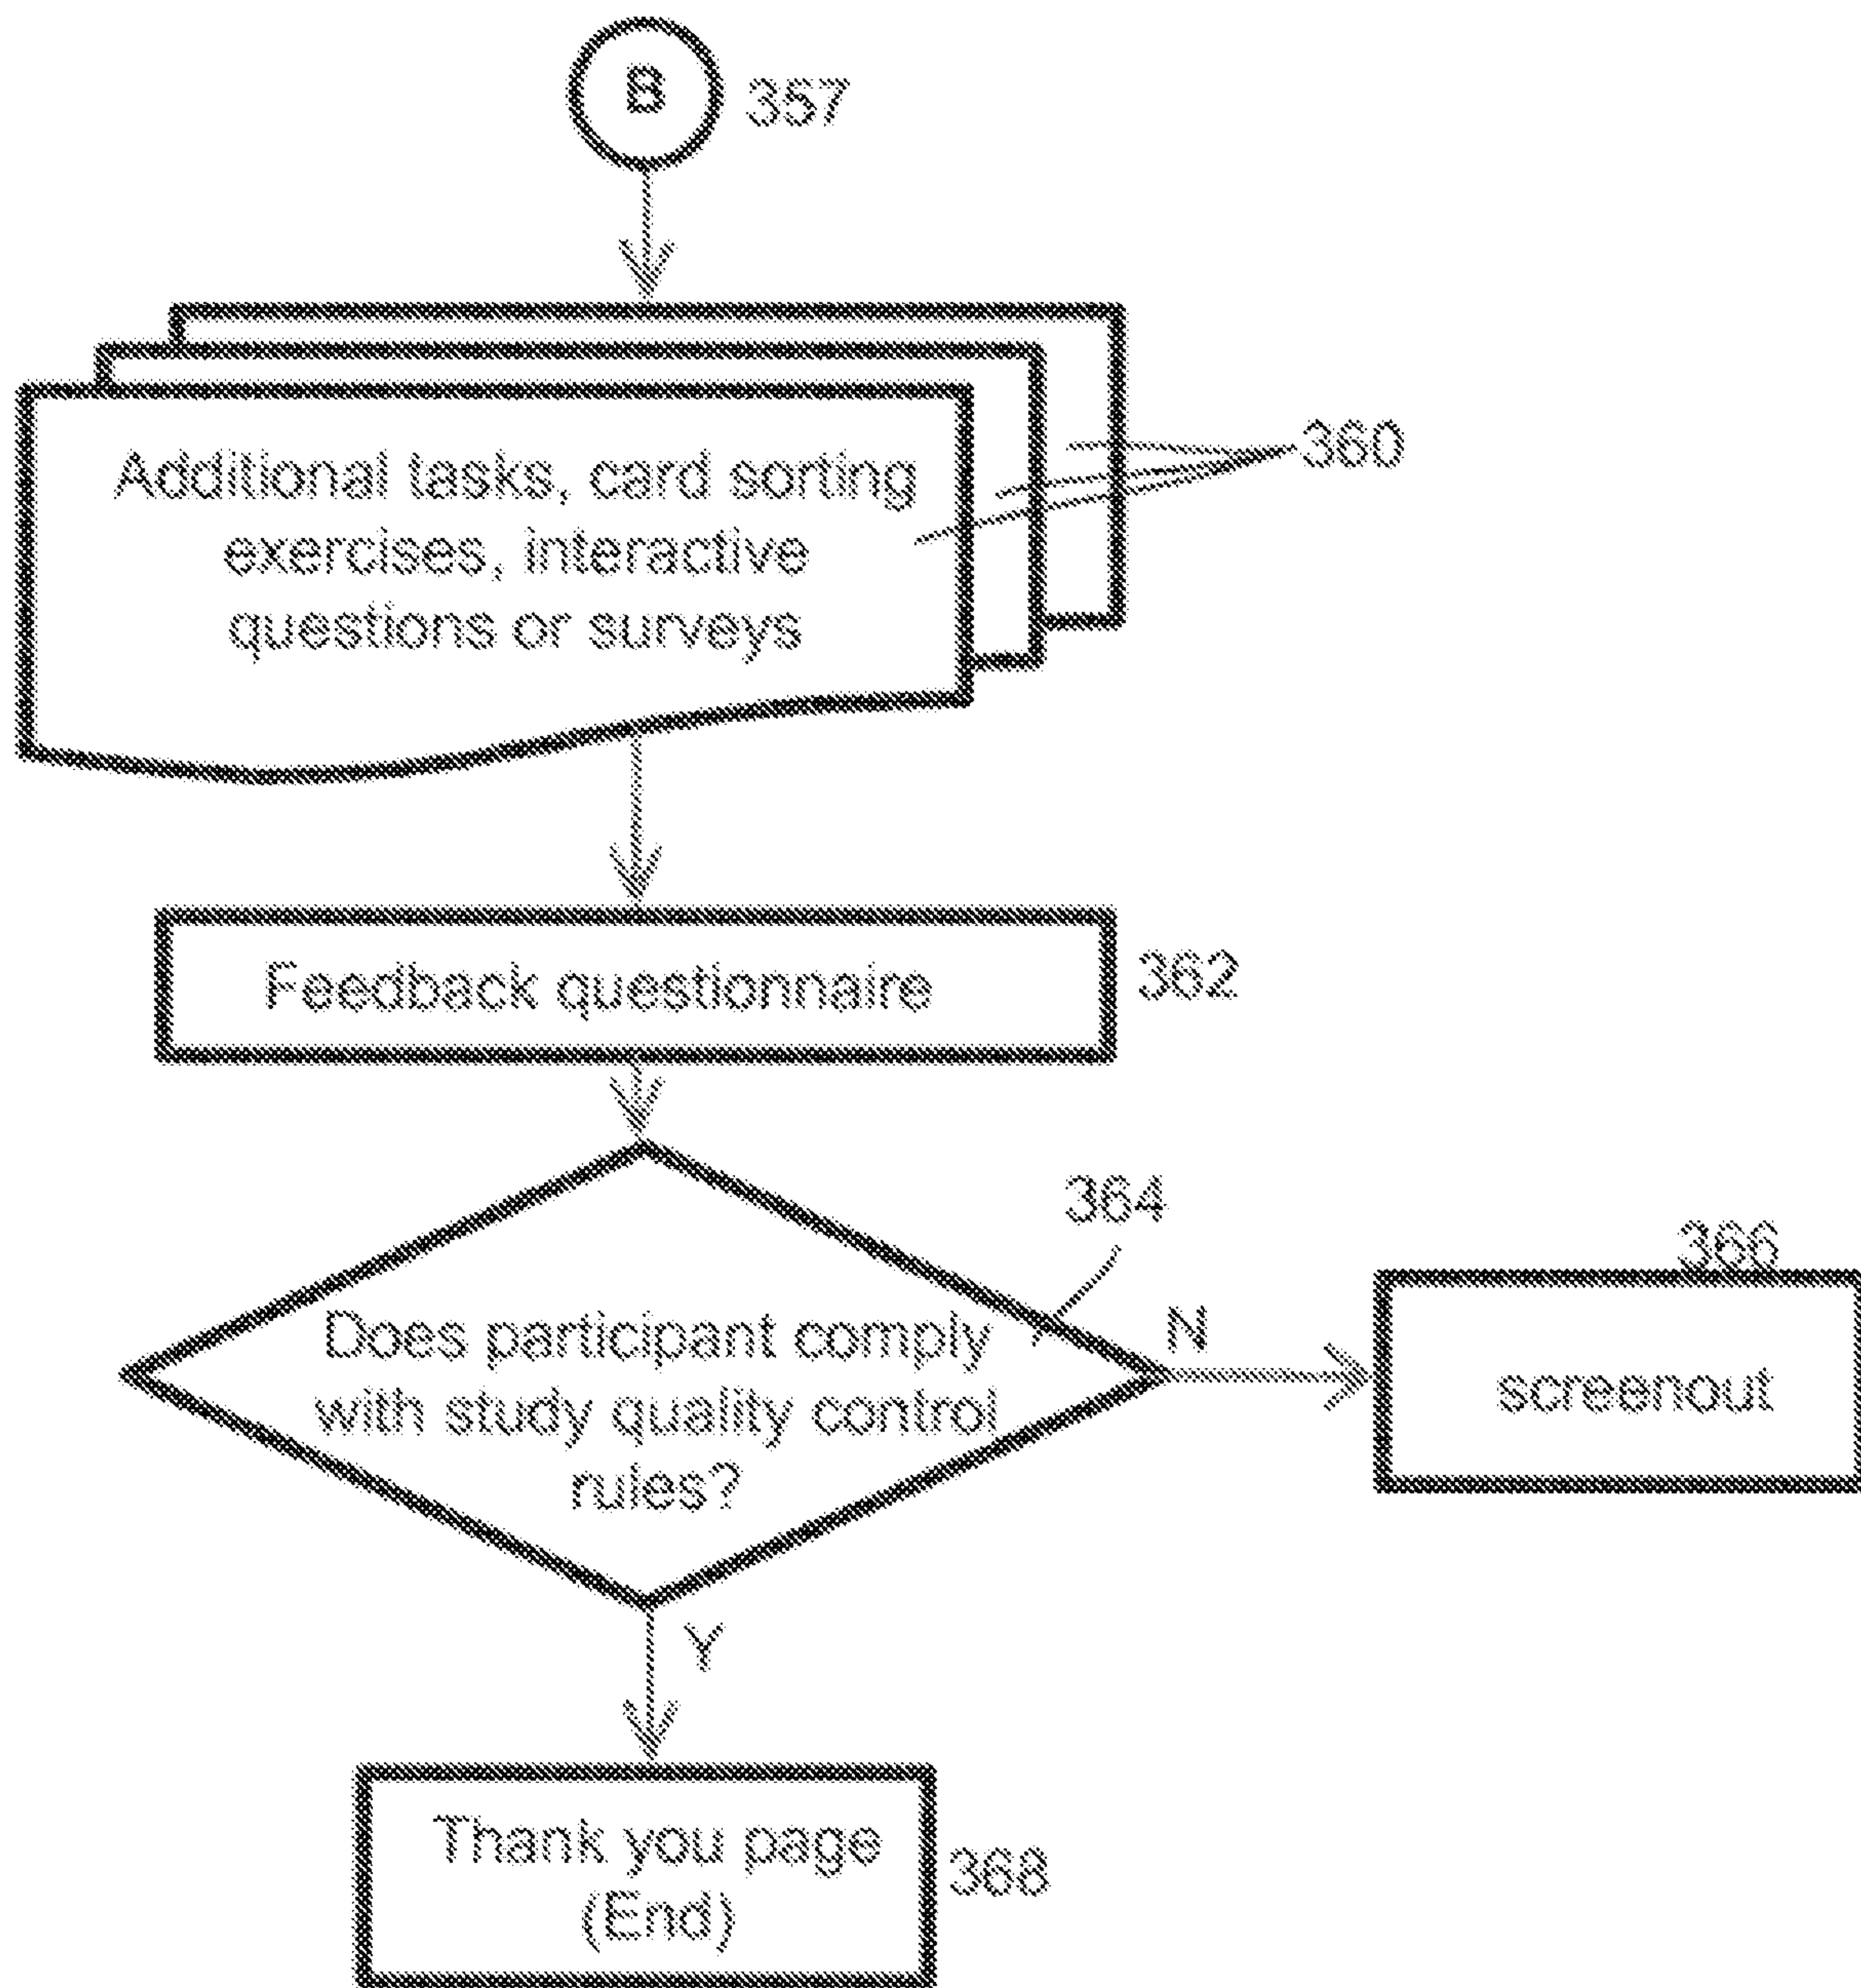 B
357
Additional tasks, card sorting
exercises, interactive
questions or surveys
360
Feedback questionnaire
362
364
Does participant comply
with study quality control
rules?
N
366
screenout
Y
Thank you page
(End)
368